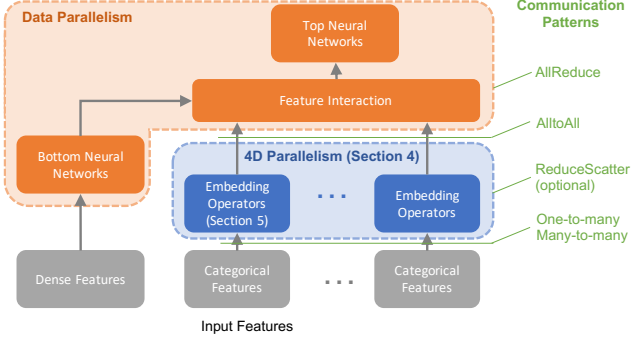 Communication
Patterns
Data Parallelism
Top Neural
Networks
AllReduce
Feature Interaction
AlltoAll
Bottom Neural
Networks
4D Parallelism (Section 4)
ReduceScatter
(optional)
Embedding
Operators
(Section 5)
...
Embedding
Operators
One-to-many
Many-to-many
Dense Features
Categorical
Features
...
Categorical
Features
Input Features